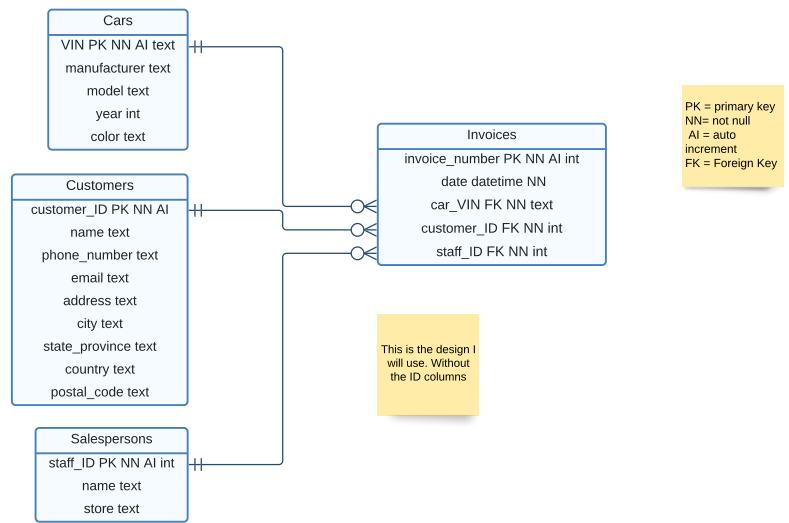 Cars
VIN PK NN AI text
manufacturer text
model text
year int
color text
Customers
customer_ID PK NN AI
name text
phone_number text
email text
address text
city text
state_province text
country text
postal_code text
Salespersons
staff_ID PK NN AI int
name text
store text
Invoices
invoice_number PK NN AI int
date datetime NN
car_VIN FK NN text
customer_ID FK NN int
staff_ID FK NN int
This is the design I
will use. Without
the ID columns
PK = primary key
NN= not null
AI = auto
increment
FK = Foreign Key